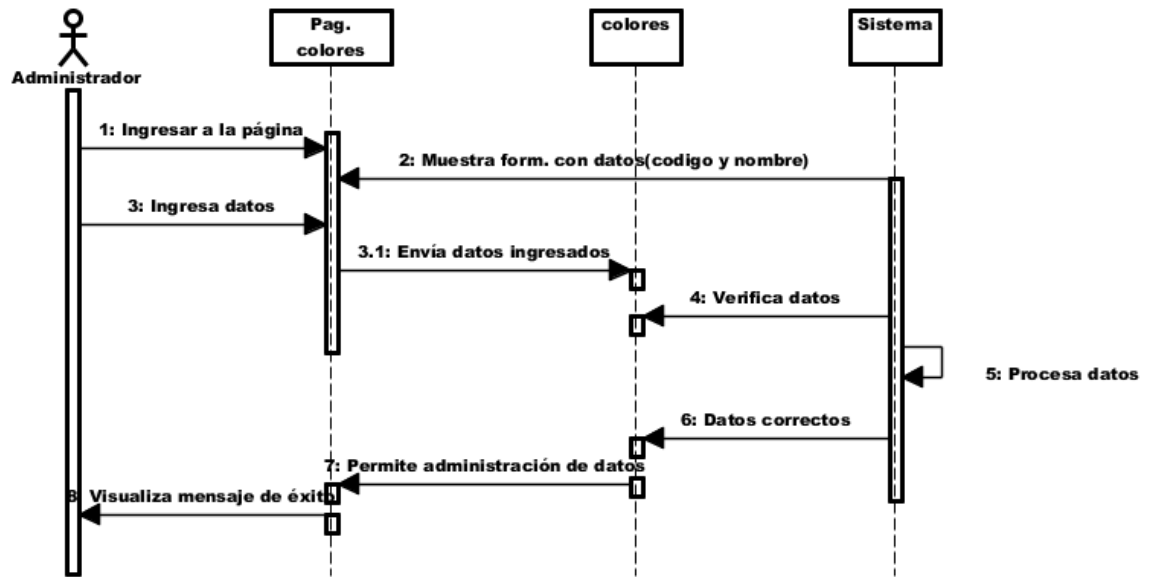 Pag.
colores
colores
Sistema
Administrador
1: Ingresar a la página
2: Muestra form. con datos(codigo y nombre)
3: Ingresa datos
3.1: Envía datos ingresados
4: Verifica datos
5: Procesa datos
6: Datos correctos
7: Permite administración de datos
8: Visualiza mensaje de éxito